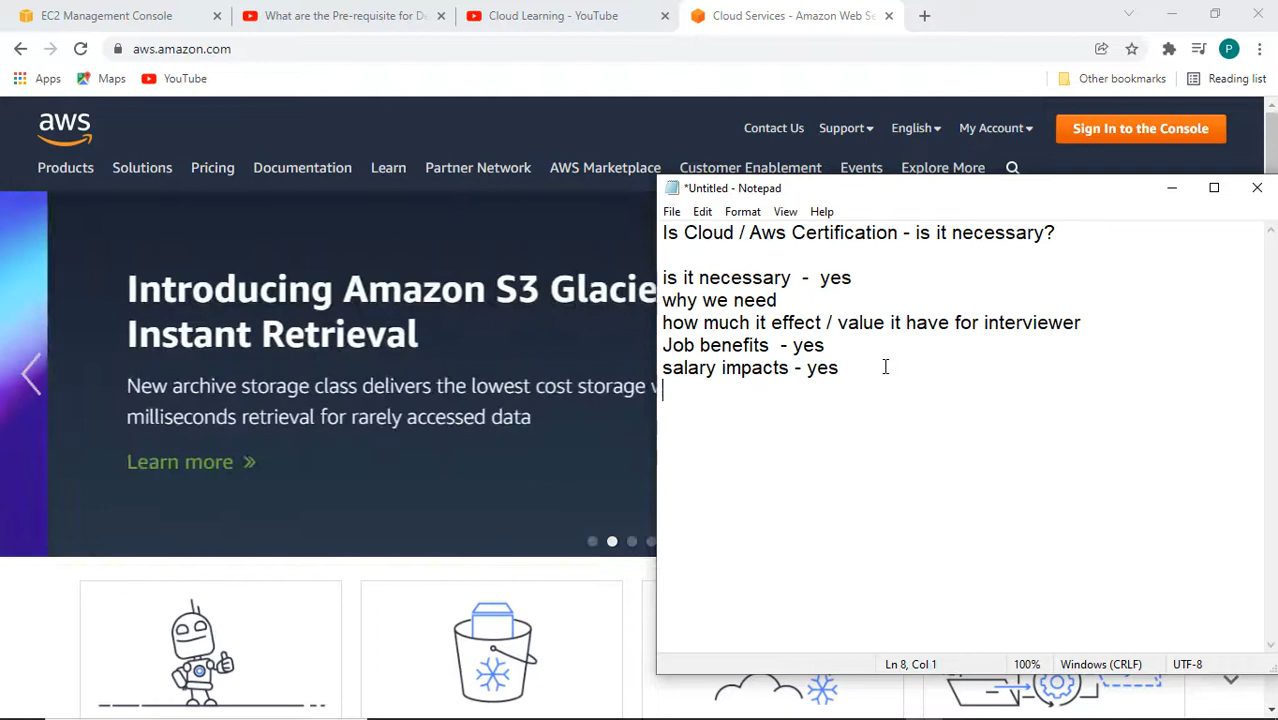 EC2 Management Console
What are the Pre-requisite for De
Cloud Learning - YouTube
Cloud Services - Amazon Web Se
aws.amazon.com
P
Apps
Maps
YouTube
Other bookmarks
Reading list
aws
Contact Us
Support
English
My Account
Sign In to the Console
Products
Solutions
Pricing
Documentation
Learn
Partner Network
AWS Marketplace
Customer Enablement
Events
Explore More
Introducing Amazon S3 Glacie
Instant Retrieval
New archive storage class delivers the lowest cost storage w
milliseconds retrieval for rarely accessed data
Learn more »
*Untitled - Notepad
File Edit Format View Help
Is Cloud / Aws Certification - is it necessary?
is it necessary - yes
why we need
how much it effect / value it have for interviewer
Job benefits - yes
salary impacts - yes
Ln 8, Col 1
100%
Windows (CRLF)
UTF-8